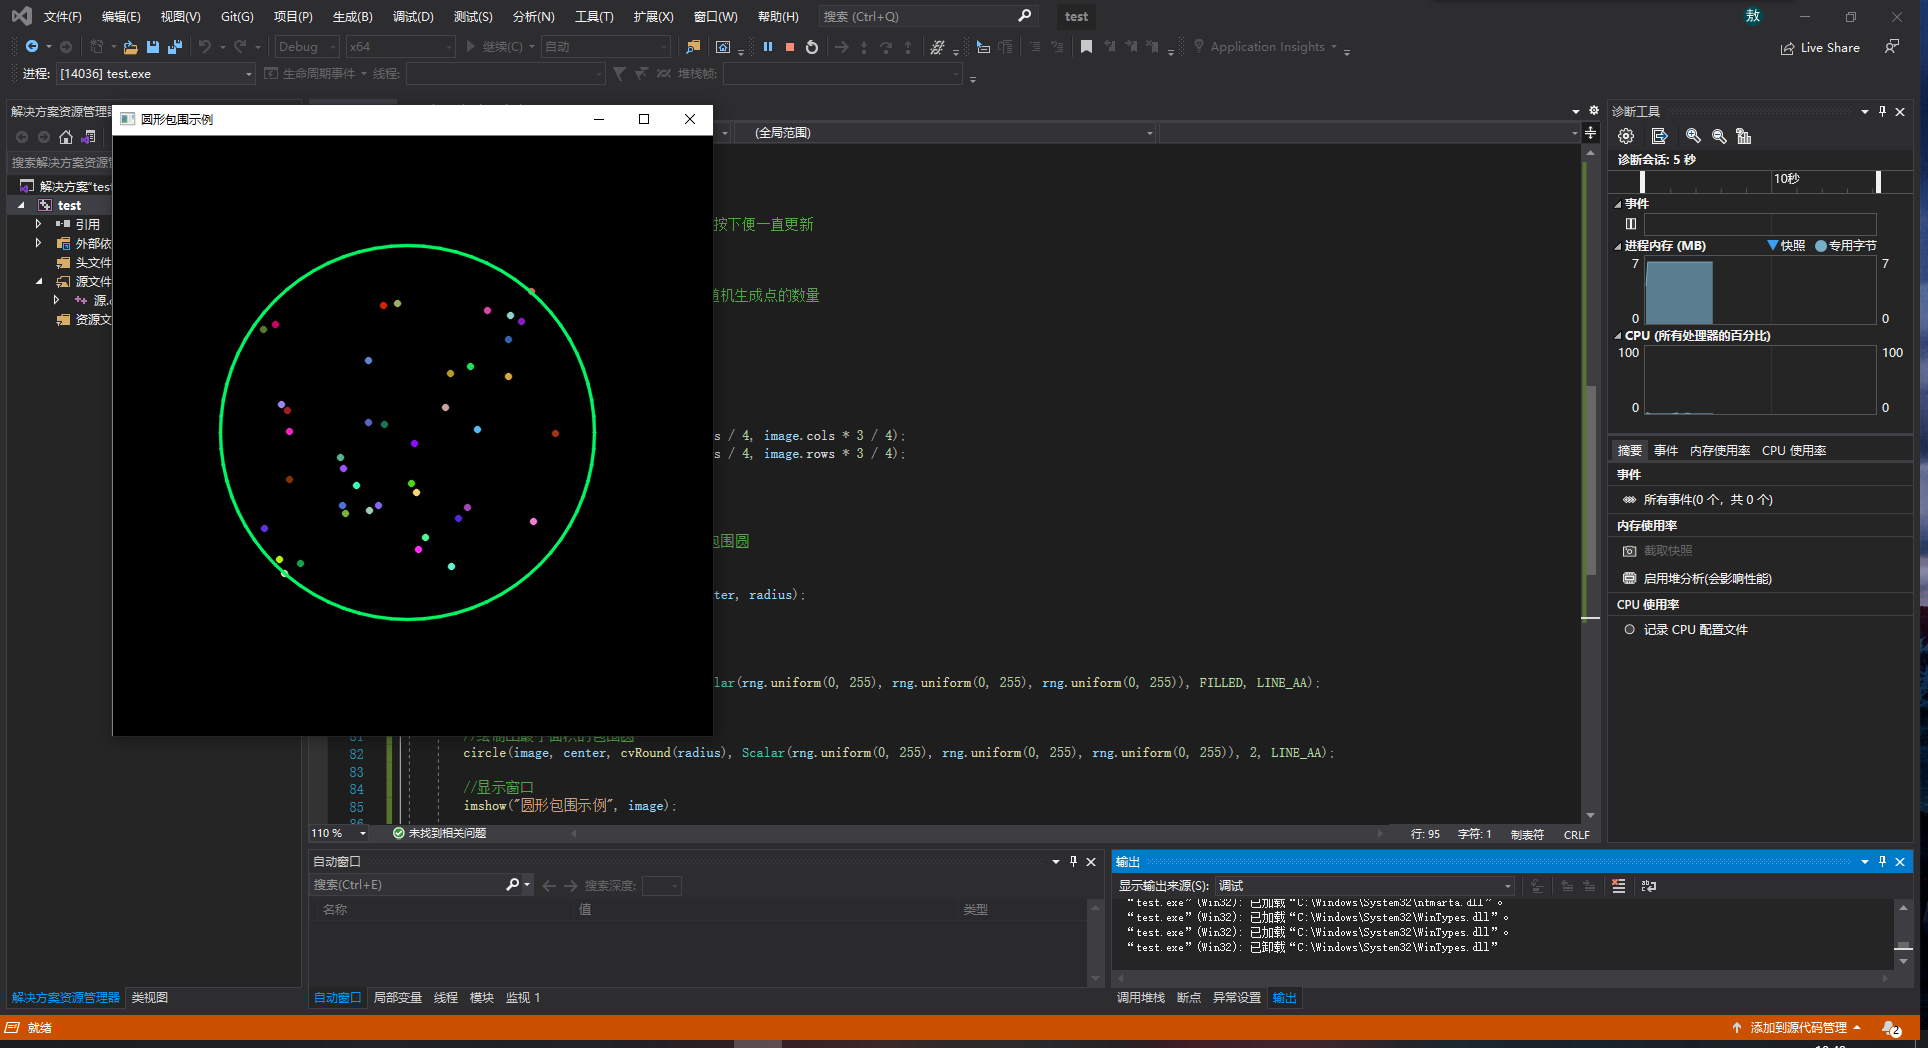 文件(F) 编辑(E) 视图(V) Git(G) 项目(P) 生成(B) 调试(D) 测试(S) 分析(N) 工具(T) 扩展(X) 窗口(W) 帮助(H) 搜索 (Ctrl+Q) test 敖
Debug x64 继续(C) 自动 Application Insights Live Share
进程: [14036] test.exe 生命周期事件 线程: 堆栈帧:
解决方案资源管理器
搜索解决方案资源
解决方案"test
test
引用
外部依
头文件
源文件
源.
资源文
圆形包围示例
(全局范围)
按下便一直更新
随机生成点的数量
s / 4, image.cols * 3 / 4);
s / 4, image.rows * 3 / 4);
包围圆
ter, radius);
lar(rng.uniform(0, 255), rng.uniform(0, 255), rng.uniform(0, 255)), FILLED, LINE_AA);
82 circle(image, center, cvRound(radius), Scalar(rng.uniform(0, 255), rng.uniform(0, 255), rng.uniform(0, 255)), 2, LINE_AA);
83
84 //显示窗口
85 imshow("圆形包围示例", image);
110 % 未找到相关问题 行: 95 字符: 1 制表符 CRLF
诊断工具
诊断会话: 5 秒
10秒
事件
进程内存 (MB) 快照 专用字节
7 7
0 0
CPU (所有处理器的百分比)
100 100
0 0
摘要 事件 内存使用率 CPU 使用率
事件
所有事件(0 个，共 0 个)
内存使用率
截取快照
启用堆分析(会影响性能)
CPU 使用率
记录 CPU 配置文件
自动窗口
搜索(Ctrl+E) 搜索深度:
名称 值 类型
输出
显示输出来源(S): 调试
"test.exe"(Win32): 已加载"C:\Windows\System32\ntmarta.dll"。
"test.exe"(Win32): 已加载"C:\Windows\System32\WinTypes.dll"。
"test.exe"(Win32): 已加载"C:\Windows\System32\WinTypes.dll"。
"test.exe"(Win32): 已卸载"C:\Windows\System32\WinTypes.dll"
解决方案资源管理器 类视图 自动窗口 局部变量 线程 模块 监视 1 调用堆栈 断点 异常设置 输出
就绪 添加到源代码管理 2